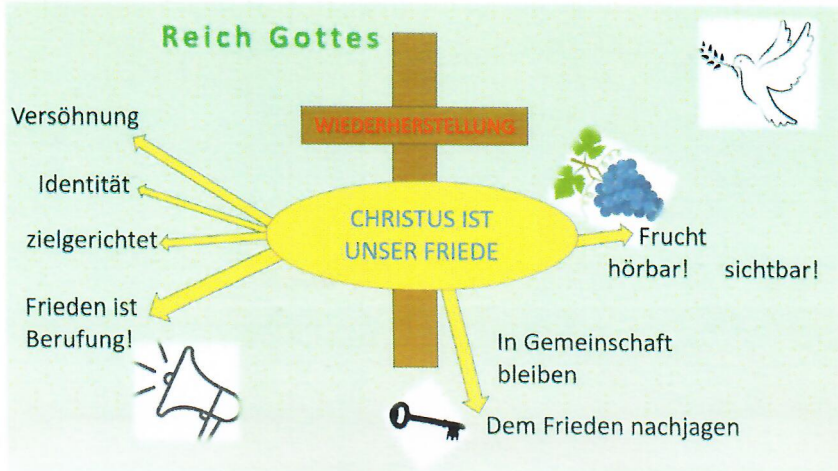 Reich Gottes
WIEDERHERSTELLUNG
Versöhnung
Identität
zielgerichtet
Frieden ist
Berufung!
CHRISTUS IST
UNSER FRIEDE
Frucht
hörbar! sichtbar!
In Gemeinschaft
bleiben
Dem Frieden nachjagen